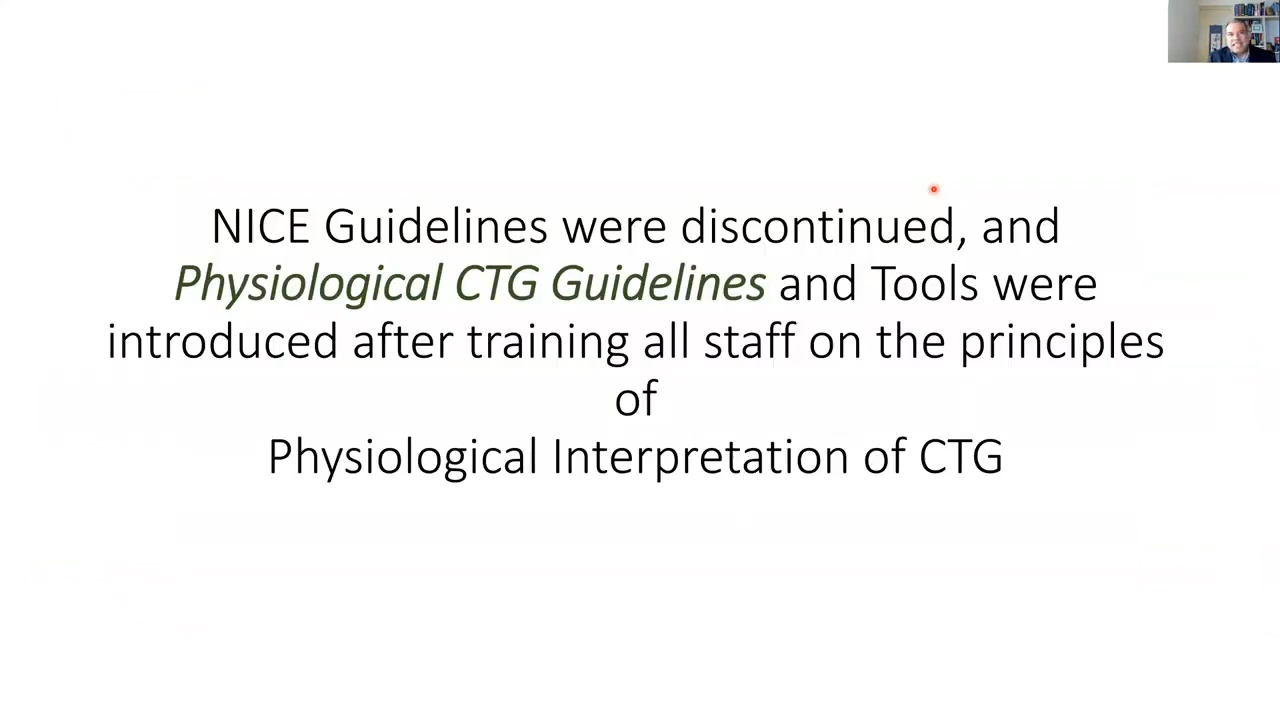 NICE Guidelines were discontinued, and
Physiological CTG Guidelines and Tools were
introduced after training all staff on the principles
of
Physiological Interpretation of CTG